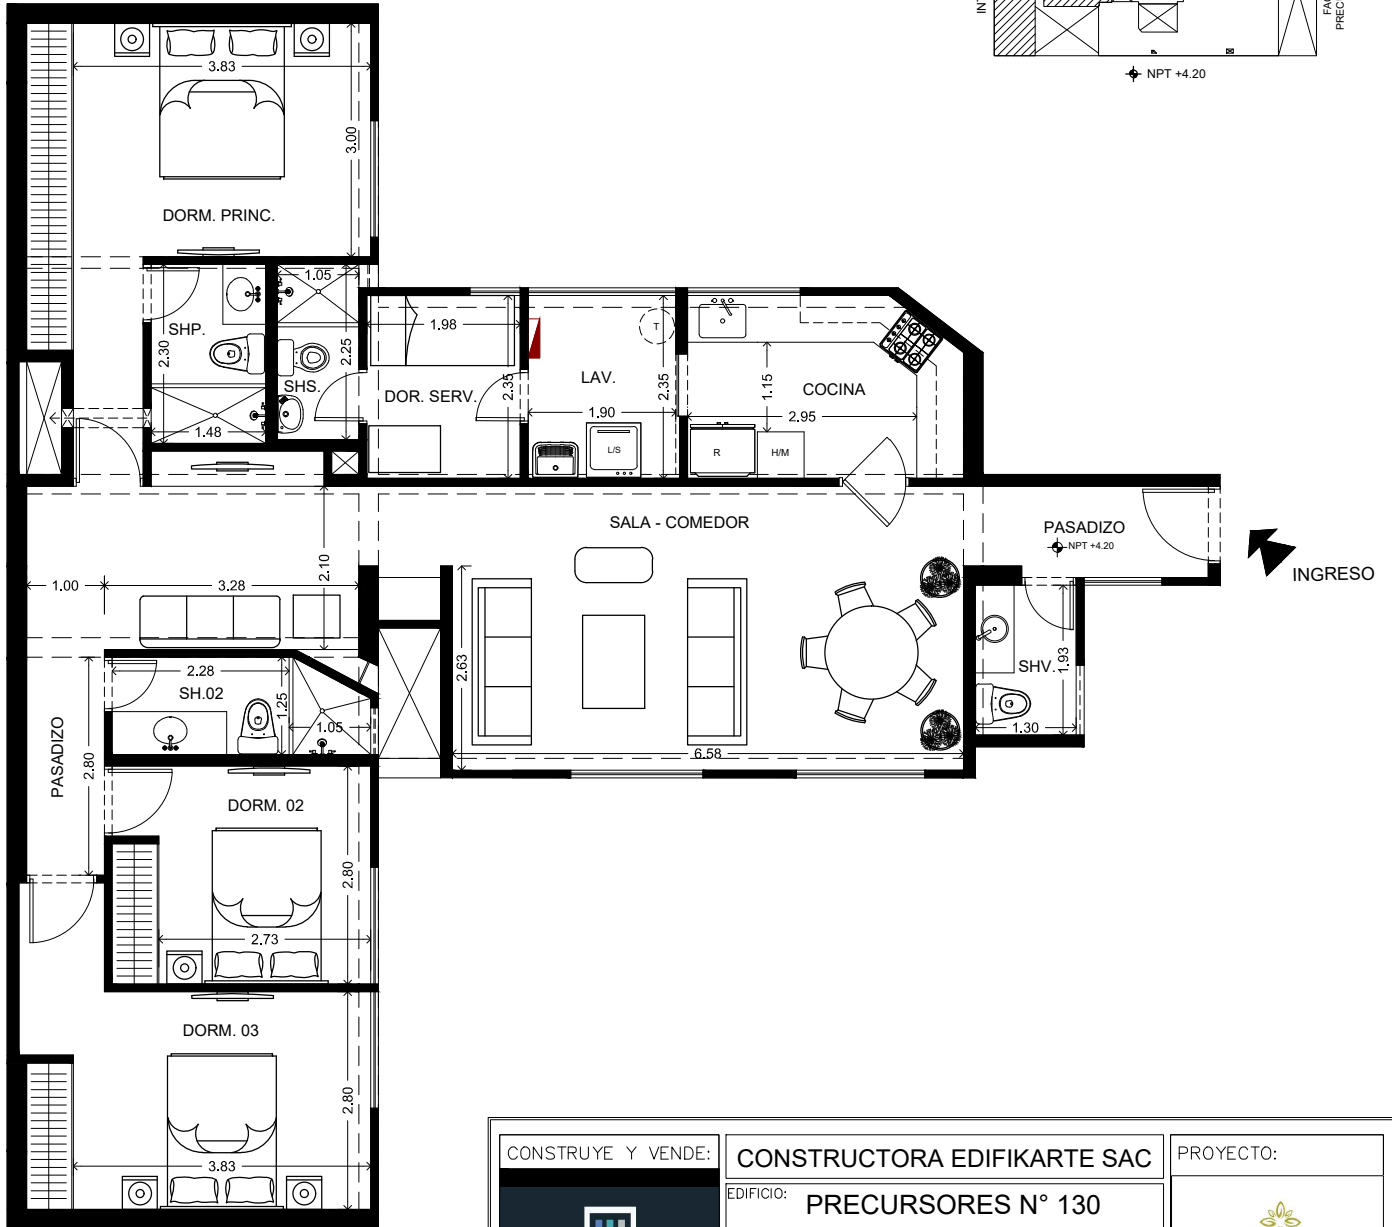 INT
FAC
PREC
NPT +4.20
3.83
3.00
DORM. PRINC.
1.05
SHP.
2.30
2.25
SHS.
1.48
1.98
2.35
DOR. SERV.
T
LAV.
2.35
1.90
L/S
1.15
COCINA
2.95
R
H/M
SALA - COMEDOR
PASADIZO
NPT +4.20
INGRESO
1.00
3.28
2.10
2.63
6.58
SHV.
1.93
1.30
2.28
SH.02
1.25
1.05
PASADIZO
2.80
DORM. 02
2.80
2.73
DORM. 03
2.80
3.83
CONSTRUYE Y VENDE:
CONSTRUCTORA EDIFIKARTE SAC
PROYECTO:
EDIFICIO:
PRECURSORES N° 130